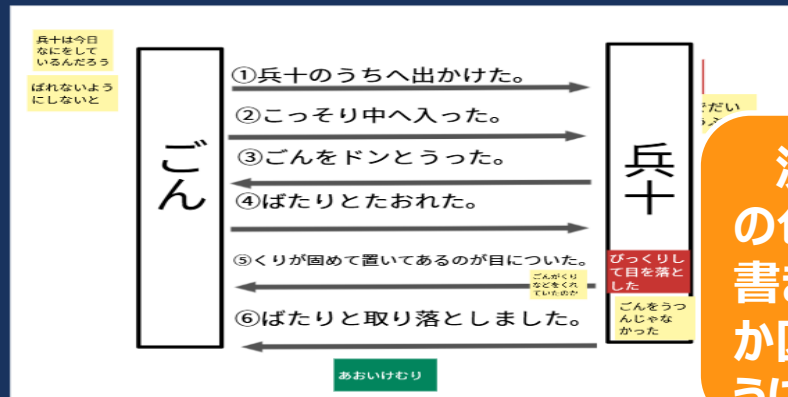 兵十は今日
なにをして
いるんだろう
ばれないよう
にしないと
ごん
①兵十のうちへ出かけた。
②こっそり中へ入った。
③ごんをドンとうった。
④ばたりとたおれた。
⑤くりが固めて置いてあるのが目についた。
ごんがくり
などをくれ
ていたのか
⑥ばたりと取り落としました。
あおいけむり
兵十
びっくりし
て目を落と
した
ごんをうつ
んじゃな
かった
だい
の
書
か